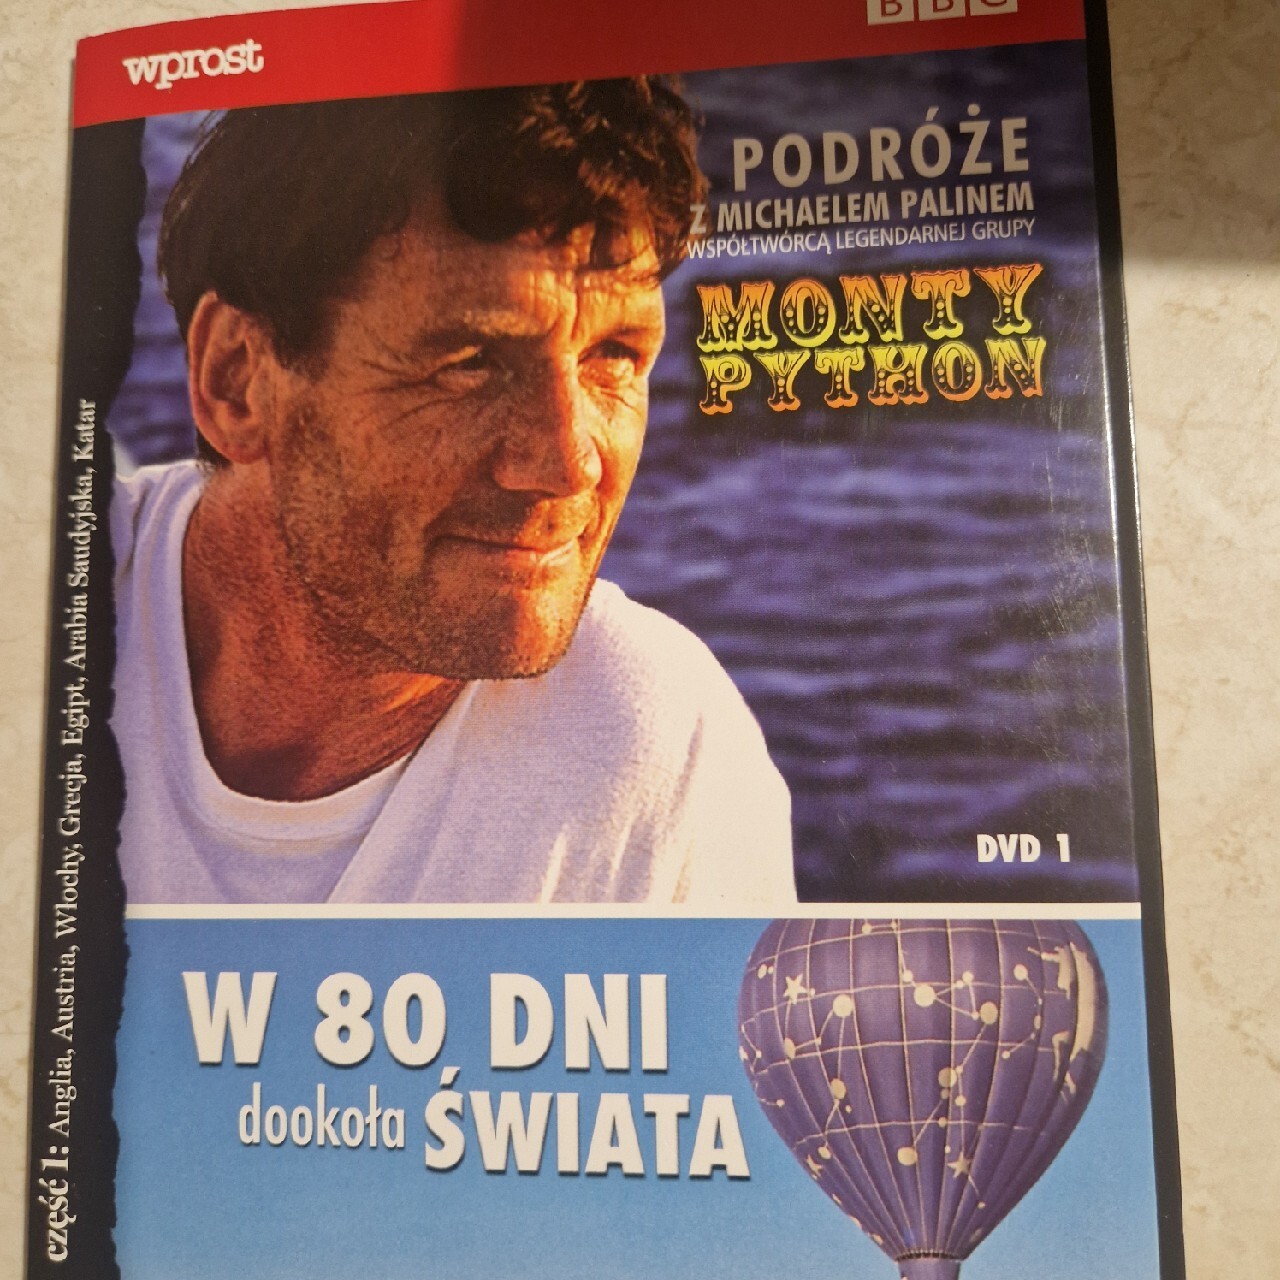 wprost
BBC
PODRÓŻE
Z MICHAELEM PALINEM
WSPÓŁTWÓRCĄ LEGENDARNEJ GRUPY
MONTY
PYTHON
DVD 1
W 80 DNI
dookoła ŚWIATA
część 1: Anglia, Austria, Włochy, Grecja, Egipt, Arabia Saudyjska, Katar